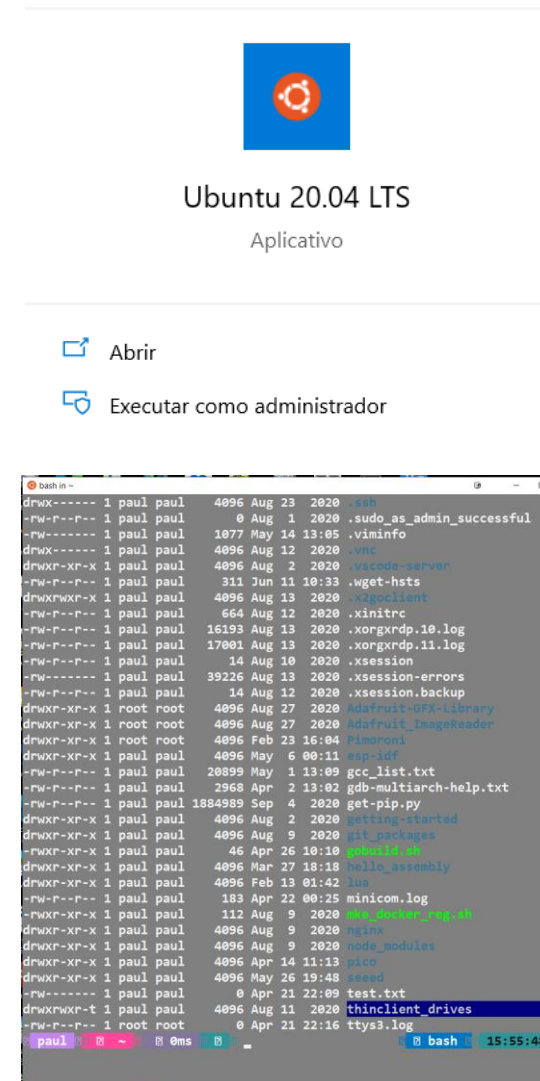 Ubuntu 20.04 LTS
Aplicativo
Abrir
Executar como administrador
bash in ~
drwx------ 1 paul paul 4096 Aug 23 2020 .ssh
-rw-r--r-- 1 paul paul 0 Aug 1 2020 .sudo_as_admin_successful
-rw------- 1 paul paul 1077 May 14 13:05 .viminfo
drwx------ 1 paul paul 4096 Aug 12 2020 .vnc
drwxr-xr-x 1 paul paul 4096 Aug 2 2020 .vscode-server
-rw-r--r-- 1 paul paul 311 Jun 11 10:33 .wget-hsts
drwxrwxr-x 1 paul paul 4096 Aug 13 2020 .x2goclient
-rw-r--r-- 1 paul paul 664 Aug 12 2020 .xinitrc
-rw-r--r-- 1 paul paul 16193 Aug 13 2020 .xorgxrdp.10.log
-rw-r--r-- 1 paul paul 17001 Aug 13 2020 .xorgxrdp.11.log
-rw-r--r-- 1 paul paul 14 Aug 10 2020 .xsession
-rw------- 1 paul paul 39226 Aug 13 2020 .xsession-errors
-rw-r--r-- 1 paul paul 14 Aug 12 2020 .xsession.backup
drwxr-xr-x 1 root root 4096 Aug 27 2020 Adafruit-GFX-Library
drwxr-xr-x 1 root root 4096 Aug 27 2020 Adafruit_ImageReader
drwxr-xr-x 1 root root 4096 Feb 23 16:04 Pimoroni
drwxr-xr-x 1 paul paul 4096 May 6 00:11 esp-idf
-rw-r--r-- 1 paul paul 20899 May 1 13:09 gcc_list.txt
-rw-r--r-- 1 paul paul 2968 Apr 2 13:02 gdb-multiarch-help.txt
-rw-r--r-- 1 paul paul 1884989 Sep 4 2020 get-pip.py
drwxr-xr-x 1 paul paul 4096 Aug 2 2020 getting-started
drwxr-xr-x 1 paul paul 4096 Aug 9 2020 git_packages
-rwxr-xr-x 1 paul paul 46 Apr 26 10:10 gobuild.sh
drwxr-xr-x 1 paul paul 4096 Mar 27 18:18 hello_assembly
drwxr-xr-x 1 paul paul 4096 Feb 13 01:42 lua
-rw-r--r-- 1 paul paul 183 Apr 22 00:25 minicom.log
-rwxr-xr-x 1 paul paul 112 Aug 9 2020 mke_docker_reg.sh
drwxr-xr-x 1 paul paul 4096 Aug 9 2020 nginx
drwxr-xr-x 1 paul paul 4096 Aug 9 2020 node_modules
drwxr-xr-x 1 paul paul 4096 Apr 14 11:13 pico
drwxr-xr-x 1 paul paul 4096 May 26 19:48 seeed
-rw------- 1 paul paul 0 Apr 21 22:09 test.txt
drwxrwxr-t 1 paul paul 4096 Aug 11 2020 thinclient_drives
-rw-r--r-- 1 root root 0 Apr 21 22:16 ttys3.log
paul ~ 0ms _ bash 15:55:48